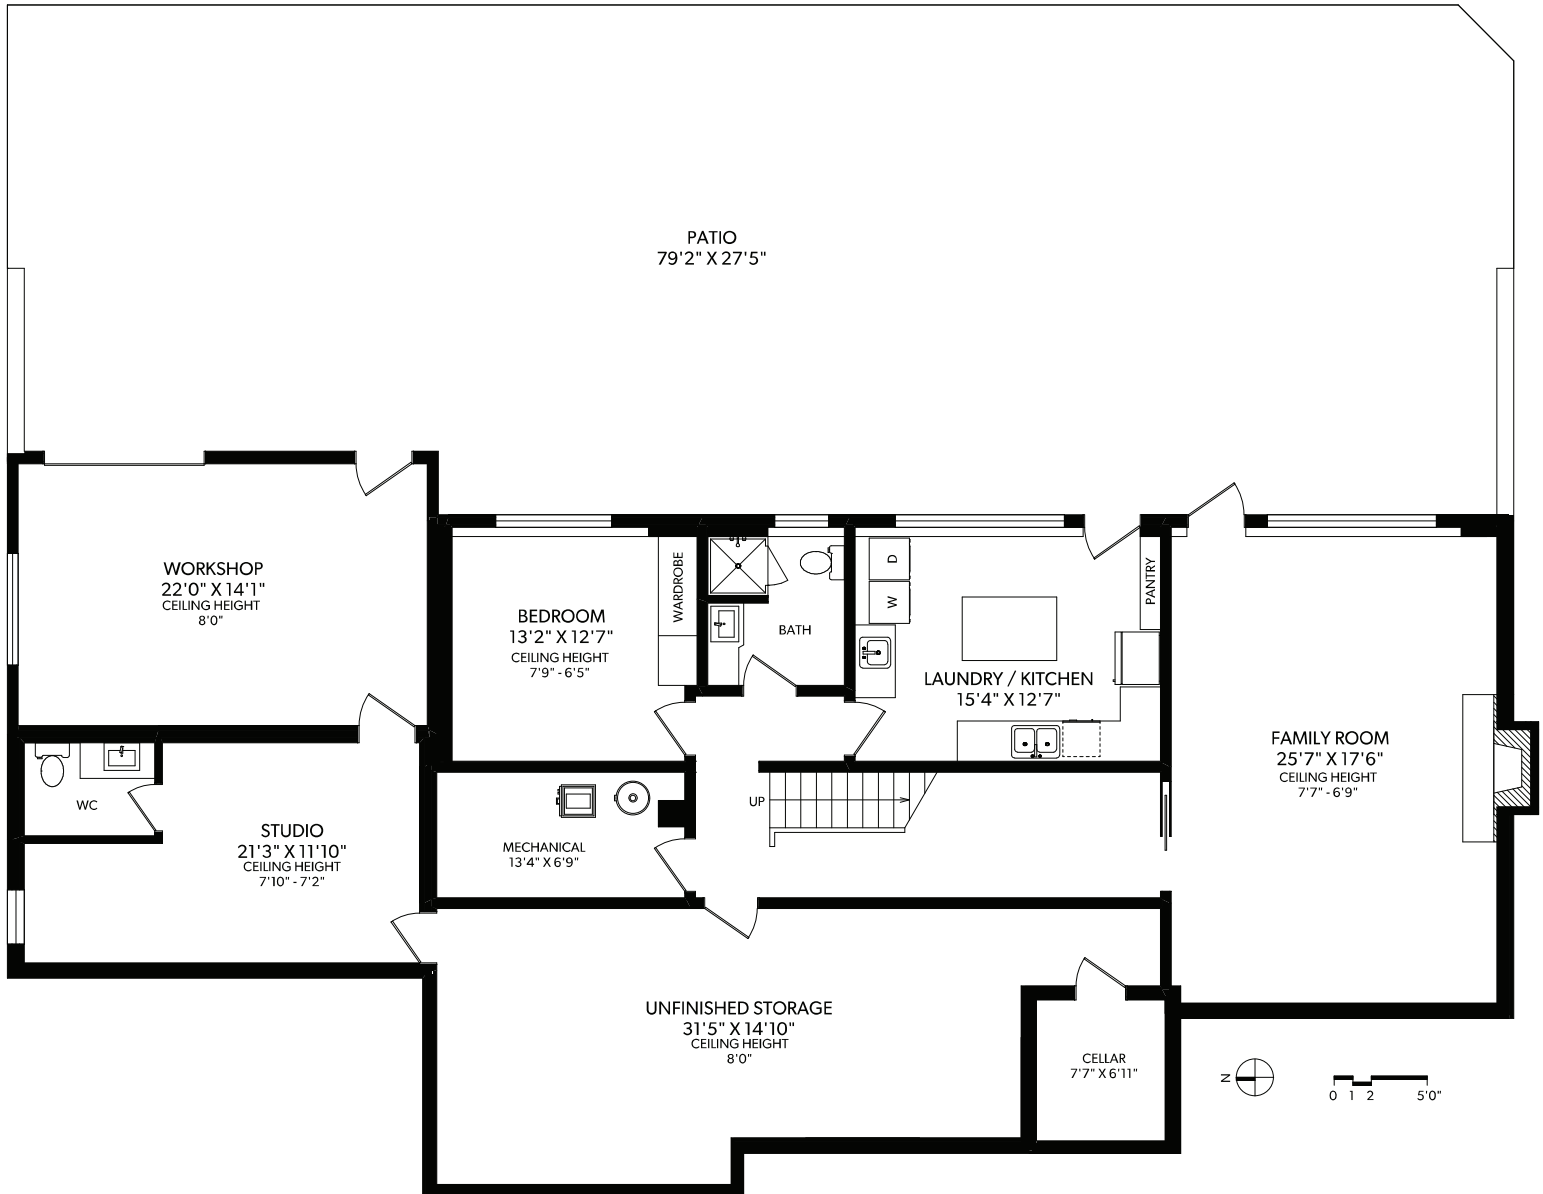 PATIO
79'2" X 27'5"
WORKSHOP
22'0" X 14'1"
CEILING HEIGHT
8'0"
BEDROOM
13'2" X 12'7"
CEILING HEIGHT
7'9" - 6'5"
WARDROBE
BATH
D
W
PANTRY
LAUNDRY / KITCHEN
15'4" X 12'7"
FAMILY ROOM
25'7" X 17'6"
CEILING HEIGHT
7'7" - 6'9"
WC
STUDIO
21'3" X 11'10"
CEILING HEIGHT
7'10" - 7'2"
MECHANICAL
13'4" X 6'9"
UP
UNFINISHED STORAGE
31'5" X 14'10"
CEILING HEIGHT
8'0"
CELLAR
7'7" X 6'11"
N
0 1 2 5'0"